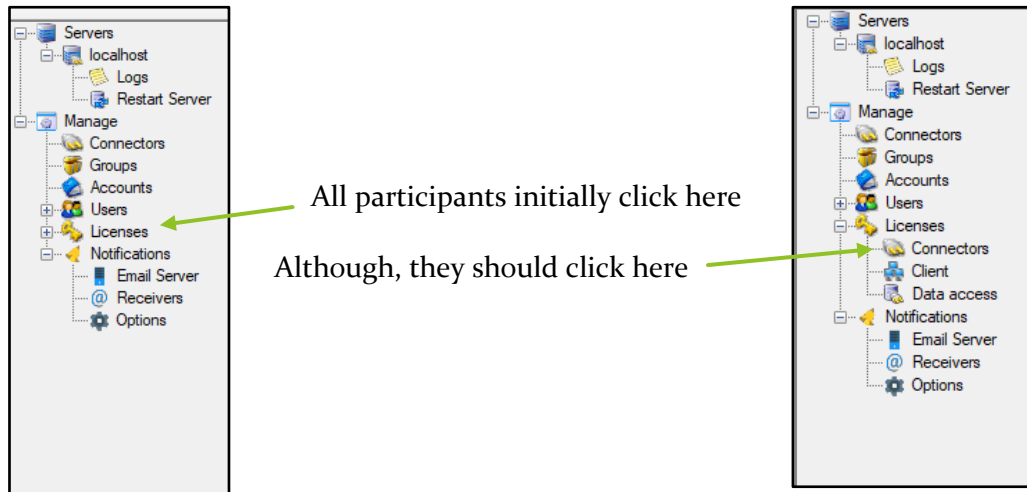 Servers
localhost
Logs
Restart Server
Manage
Connectors
Groups
Accounts
Users
Licenses
Notifications
Email Server
Receivers
Options
All participants initially click here
Although, they should click here
Servers
localhost
Logs
Restart Server
Manage
Connectors
Groups
Accounts
Users
Licenses
Connectors
Client
Data access
Notifications
Email Server
Receivers
Options